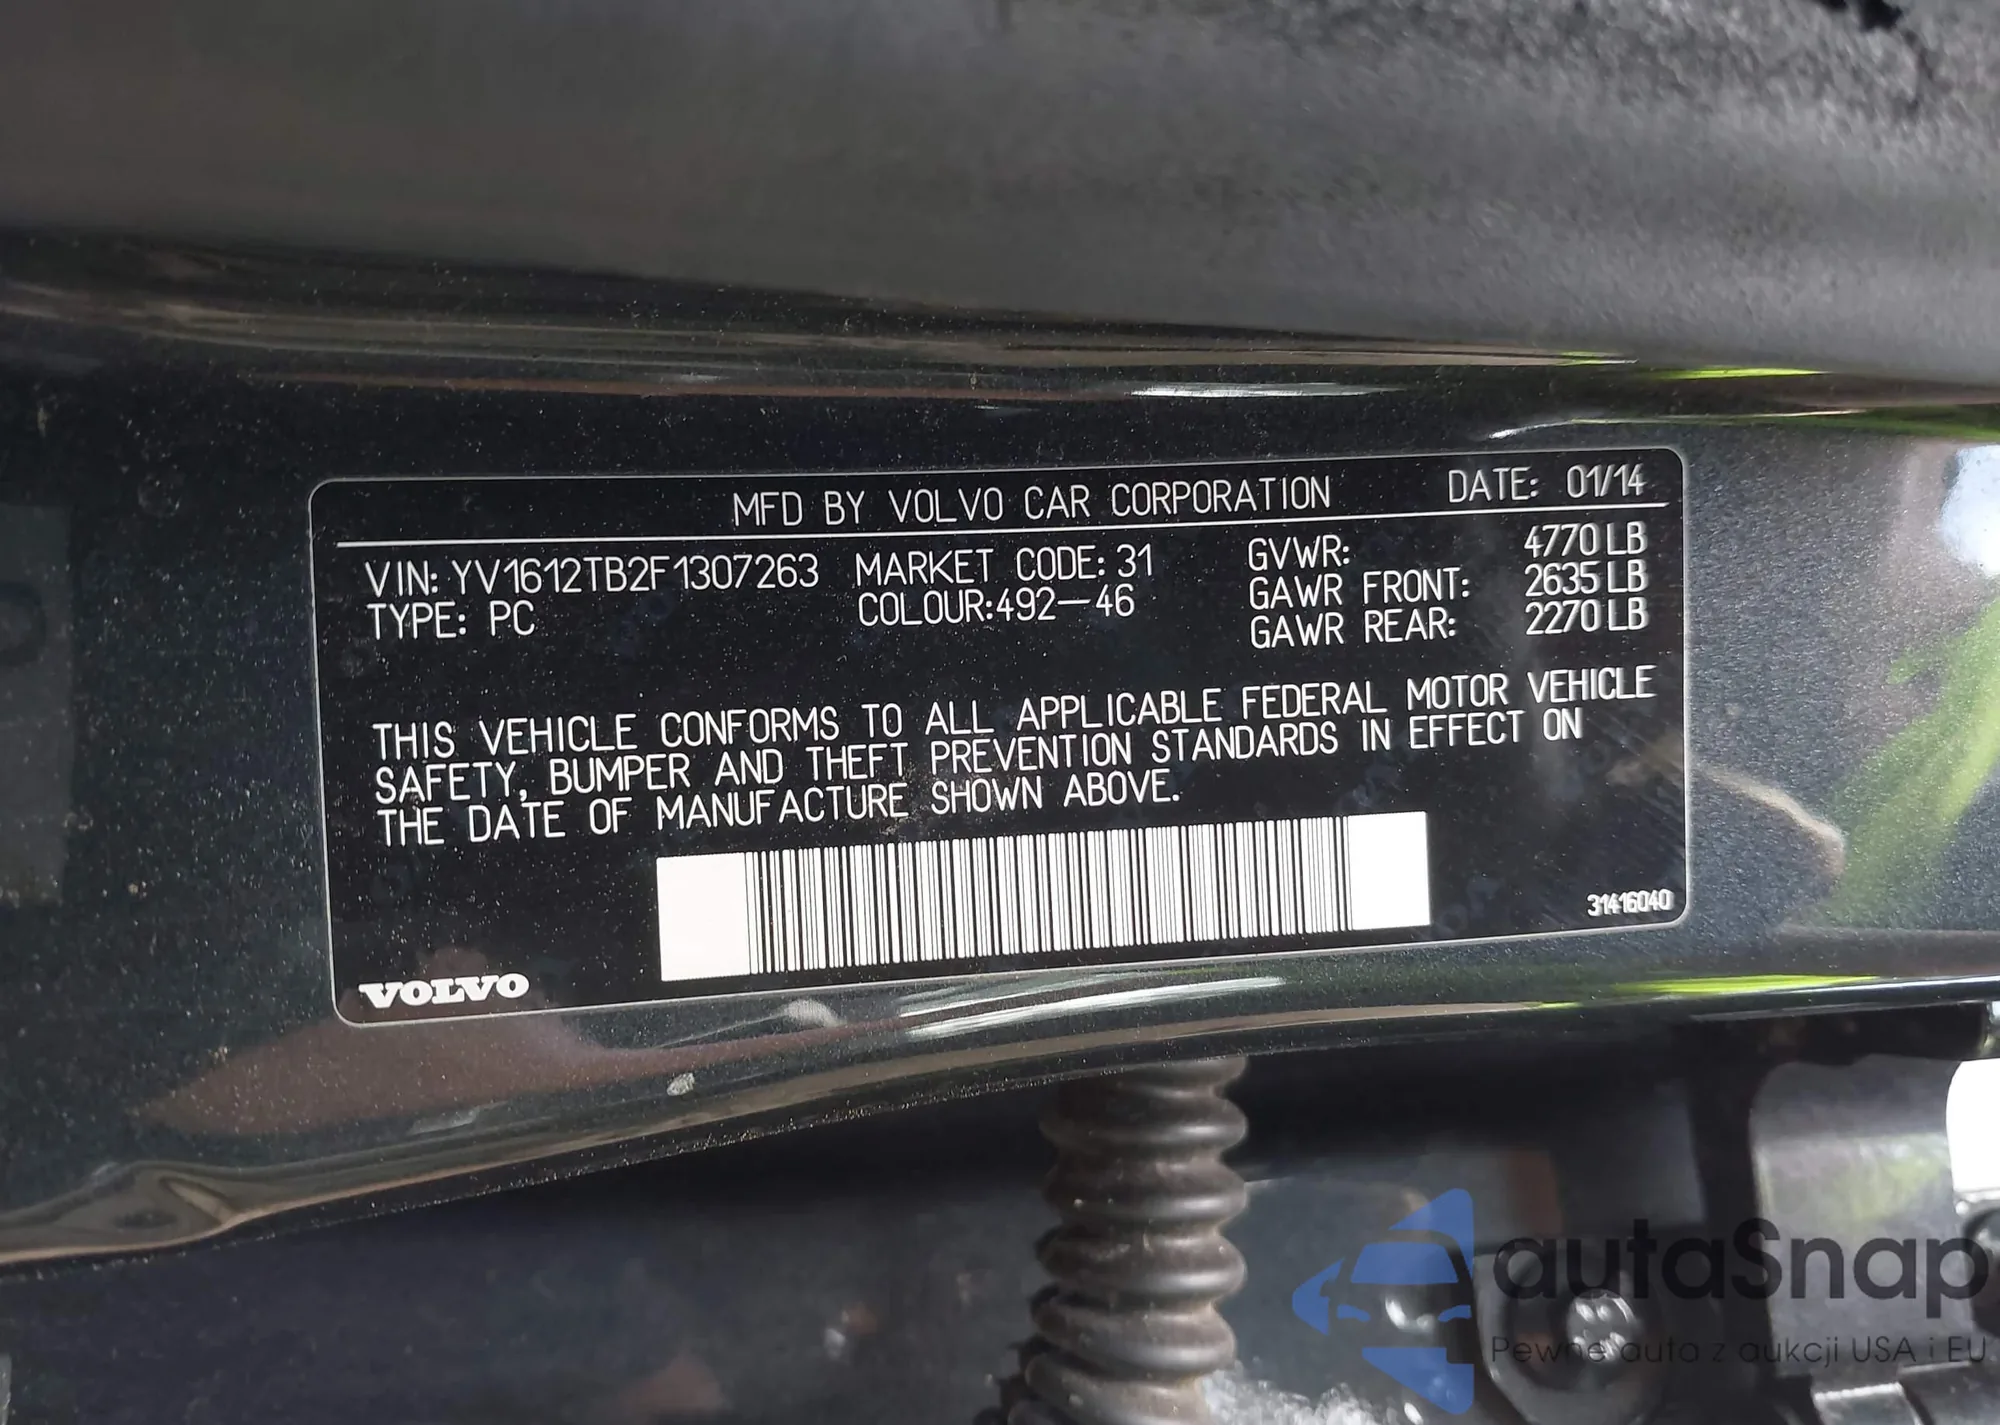 MFD BY VOLVO CAR CORPORATION DATE: 01/14
VIN: YV1612TB2F1307263 MARKET CODE: 31 GVWR: 4770 LB
TYPE: PC COLOUR:492-46 GAWR FRONT: 2635 LB
GAWR REAR: 2270 LB
THIS VEHICLE CONFORMS TO ALL APPLICABLE FEDERAL MOTOR VEHICLE
SAFETY, BUMPER AND THEFT PREVENTION STANDARDS IN EFFECT ON
THE DATE OF MANUFACTURE SHOWN ABOVE.
31416040
VOLVO
autaSnap
Pewne auta z aukcji USA i EU